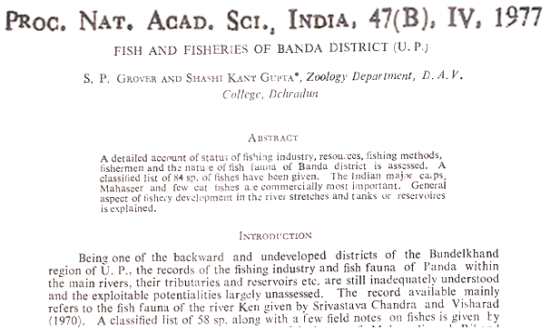 PROC. NAT. ACAD. SCI., INDIA, 47(B), IV, 1977
FISH AND FISHERIES OF BANDA DISTRICT (U. P.)
S. P. GROVER AND SHASHI KANT GUPTA*, Zoology Department, D. A. V.
College, Dehradun
ABSTRACT
A detailed account of status of fishing industry, resources, fishing methods,
fishermen and the nature of fish fauna of Banda district is assessed. A
classified list of 84 sp. of fishes have been given. The Indian major carps,
Mahaseer and few cat fishes are commercially most important. General
aspect of fishery development in the river stretches and tanks or reservoires
is explained.
INTRODUCTION
Being one of the backward and undeveloped districts of the Bundelkhand
region of U. P., the records of the fishing industry and fish fauna of Banda within
the main rivers, their tributaries and reservoirs etc. are still inadequately understood
and the exploitable potentialities largely unassessed. The record available mainly
refers to the fish fauna of the river Ken given by Srivastava Chandra and Visharad
(1970). A classified list of 58 sp. along with a few field notes on fishes is given by